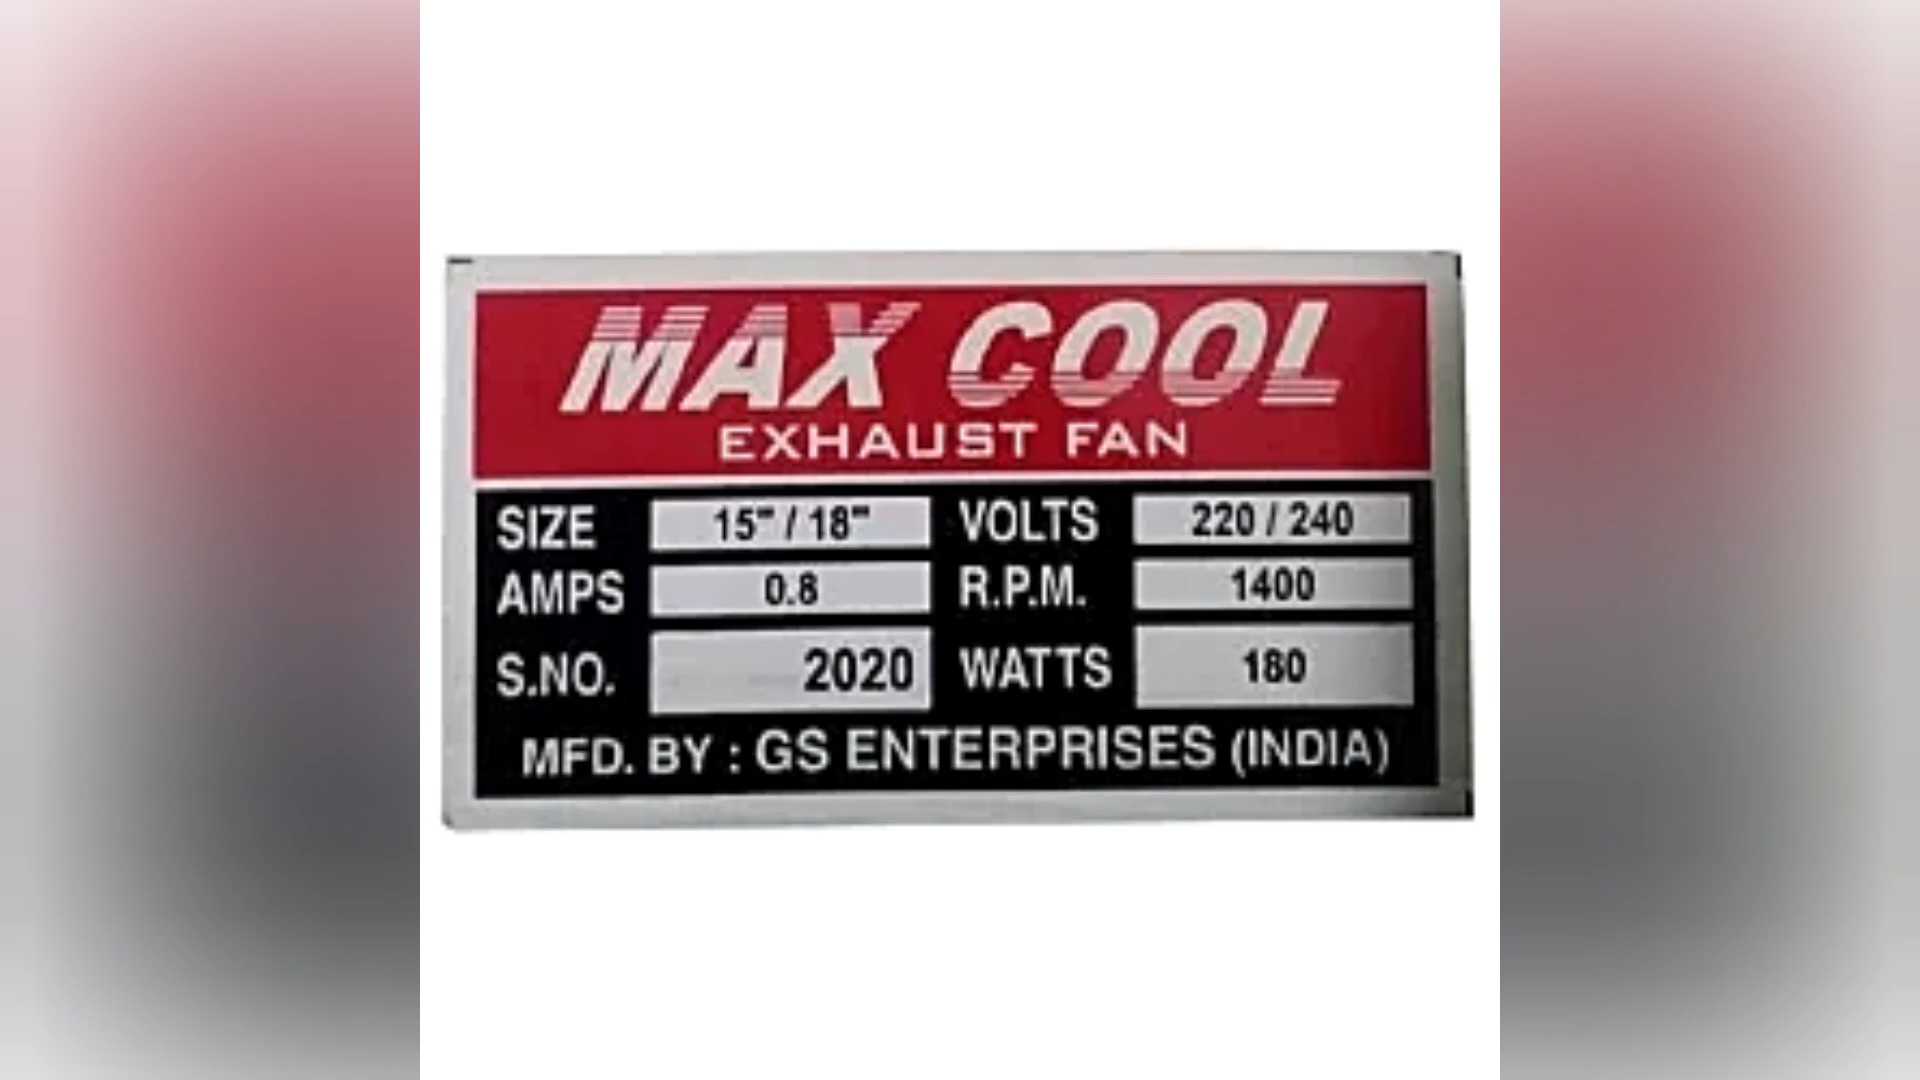 MAX COOL
EXHAUST FAN
SIZE 15" / 18" VOLTS 220 / 240
AMPS 0.8 R.P.M. 1400
S.NO. 2020 WATTS 180
MFD. BY : GS ENTERPRISES (INDIA)